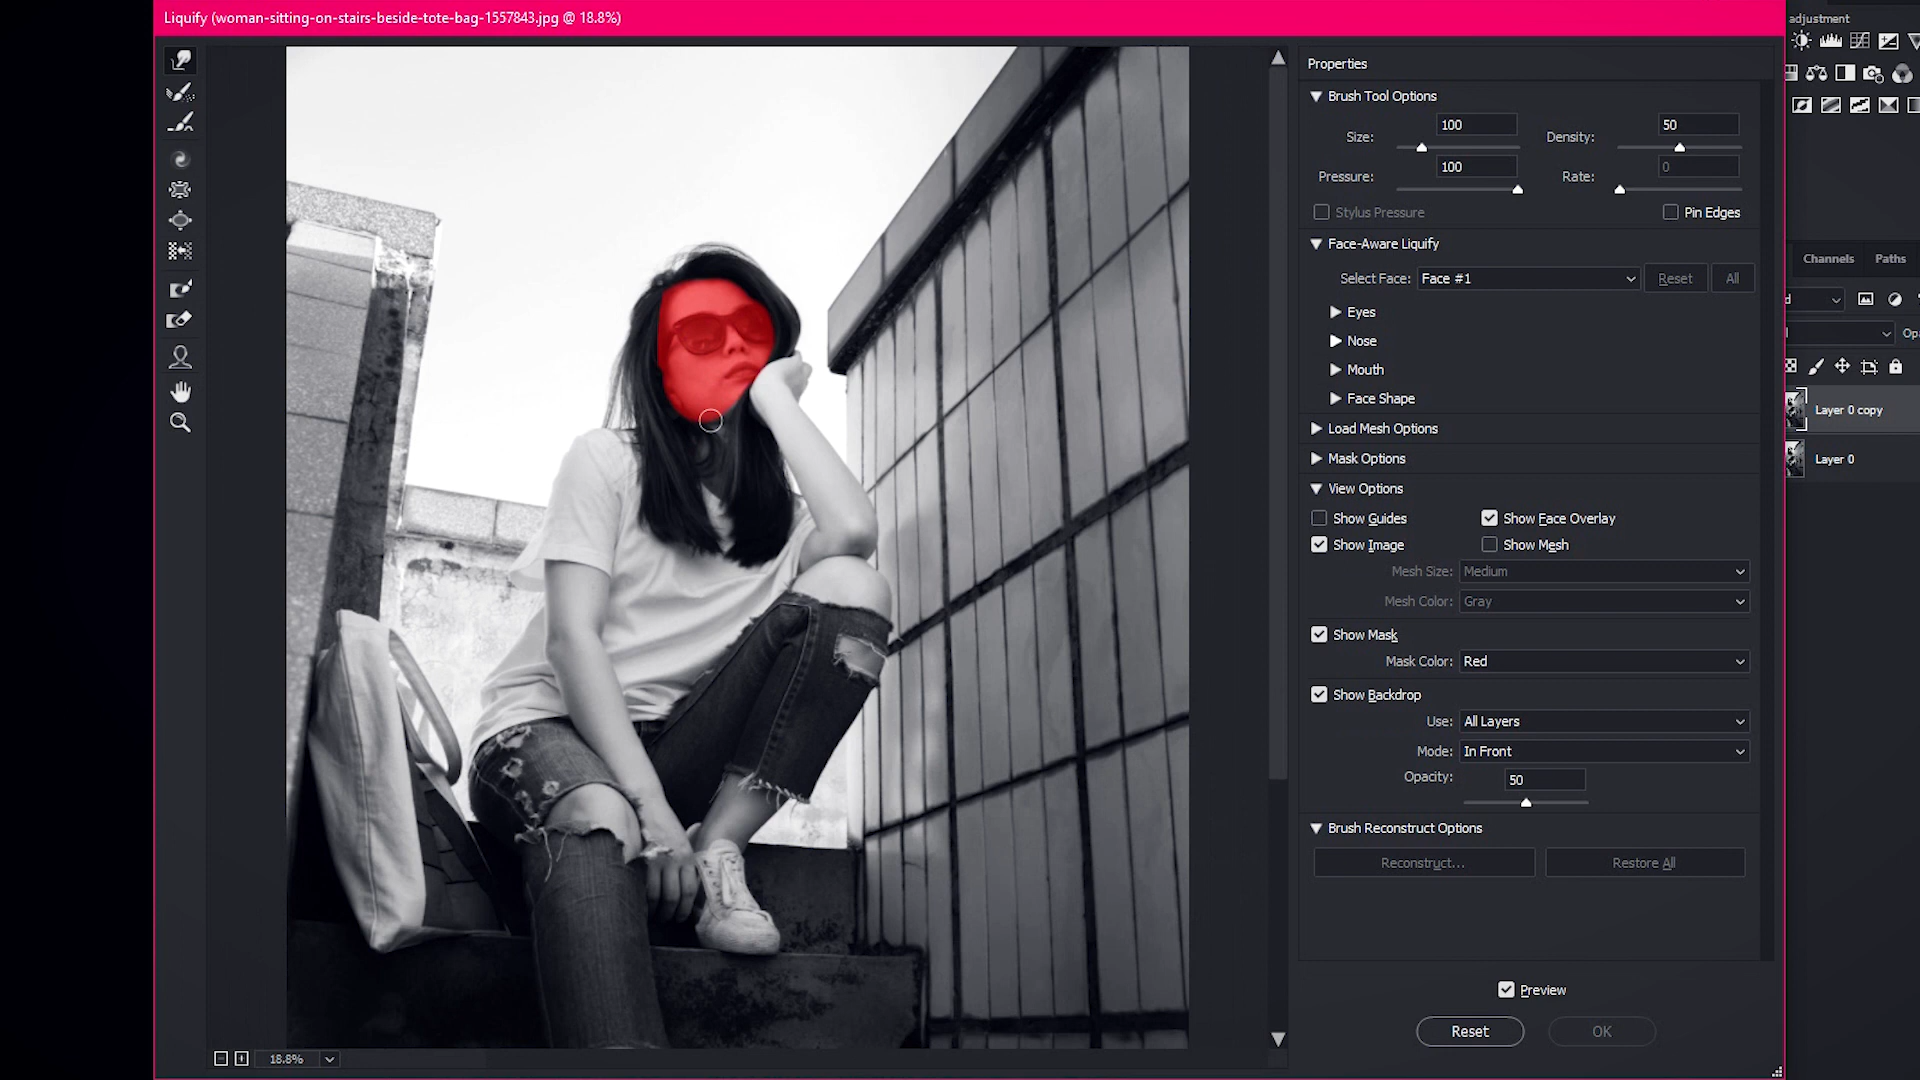 Liquify (woman-sitting-on-stairs-beside-tote-bag-1557843.jpg @ 18.8%)
adjustment
Properties
Brush Tool Options
Size: 100 Density: 50
Pressure: 100 Rate: 0
Stylus Pressure Pin Edges
Face-Aware Liquify
Select Face: Face #1 Reset All
Eyes
Nose
Mouth
Face Shape
Load Mesh Options
Mask Options
View Options
Show Guides Show Face Overlay
Show Image Show Mesh
Mesh Size: Medium
Mesh Color: Gray
Show Mask
Mask Color: Red
Show Backdrop
Use: All Layers
Mode: In Front
Opacity: 50
Brush Reconstruct Options
Reconstruct... Restore All
Preview
Reset OK
18.8%
Channels Paths
Layer 0 copy
Layer 0